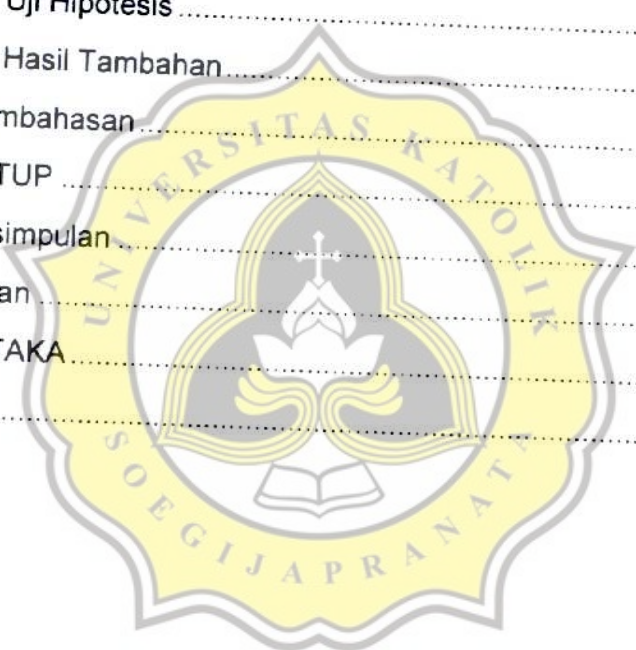 Uji Hipotesis
Hasil Tambahan
mbahasan
TUP
simpulan
an
TAKA
UNIVERSITAS KATOLIK
SOEGIJAPRANATA